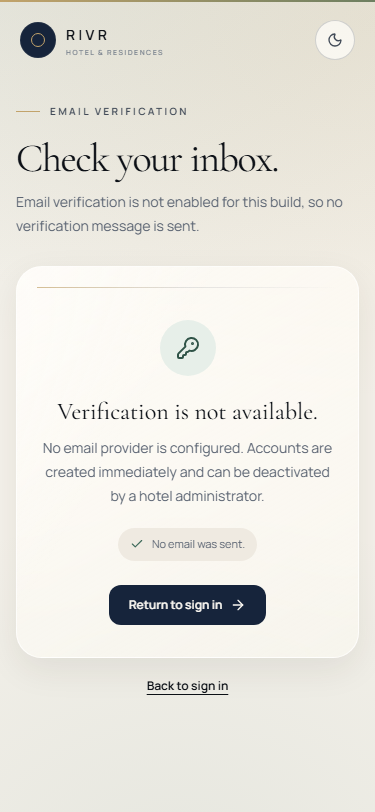 RIVR
HOTEL & RESIDENCES
EMAIL VERIFICATION
Check your inbox.
Email verification is not enabled for this build, so no
verification message is sent.
Verification is not available.
No email provider is configured. Accounts are
created immediately and can be deactivated
by a hotel administrator.
No email was sent.
Return to sign in
Back to sign in